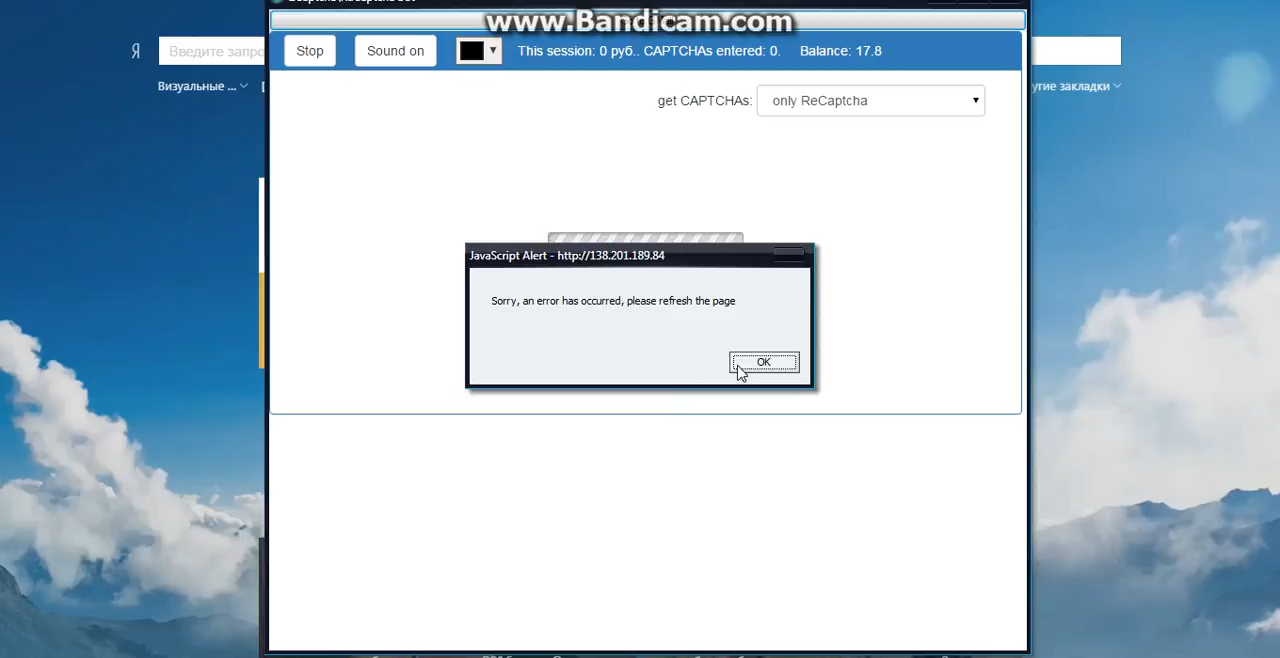 www.Bandicam.com
Я
Введите запро
Stop
Sound on
This session: 0 руб.. CAPTCHAs entered: 0.
Balance: 17.8
Визуальные ...
закладки
get CAPTCHAs:
only ReCaptcha
JavaScript Alert - http://138.201.189.84
Sorry, an error has occurred, please refresh the page
OK